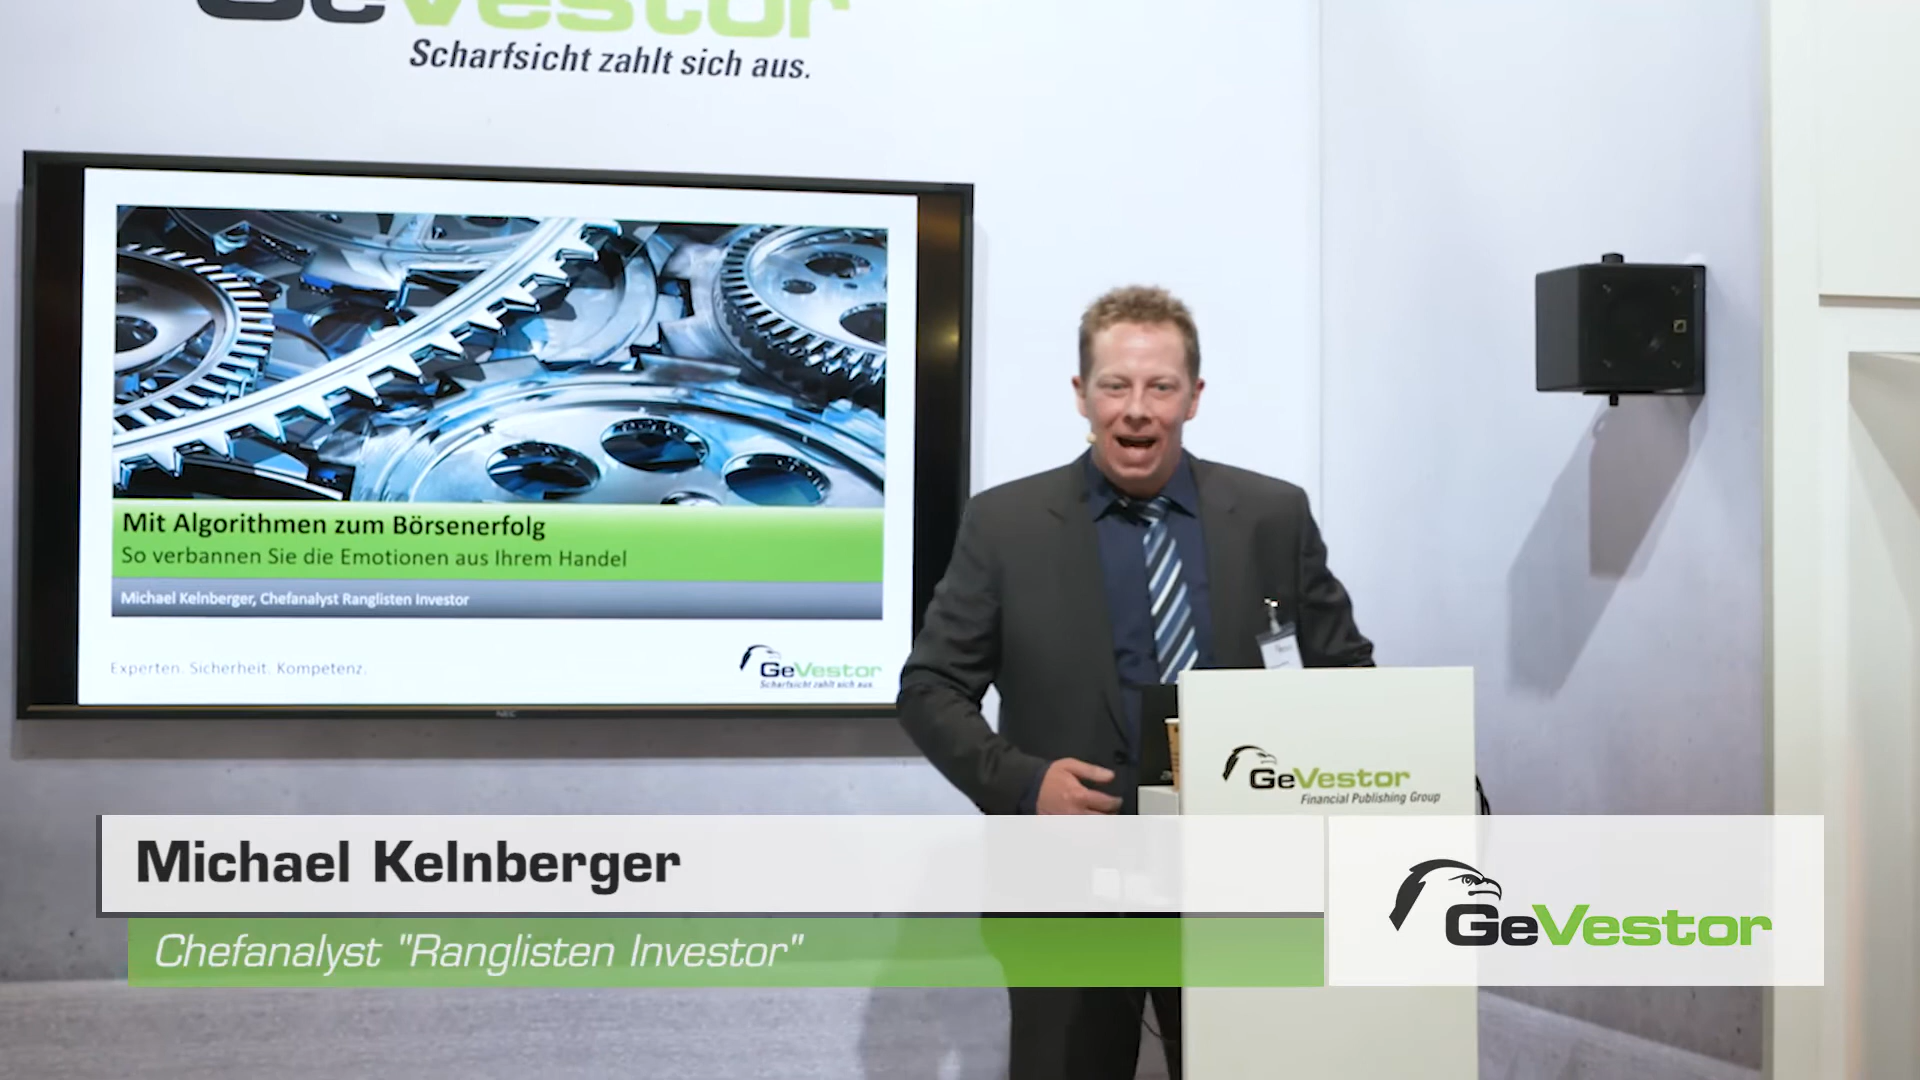 GeVestor
Scharfsicht zahlt sich aus.
Mit Algorithmen zum Börsenerfolg
So verbannen Sie die Emotionen aus Ihrem Handel
Michael Kelnberger, Chefanalyst Ranglisten Investor
Experten. Sicherheit. Kompetenz.
GeVestor
Scharfsicht zahlt sich aus.
NEC
GeVestor
Financial Publishing Group
Michael Kelnberger
Chefanalyst "Ranglisten Investor"
GeVestor